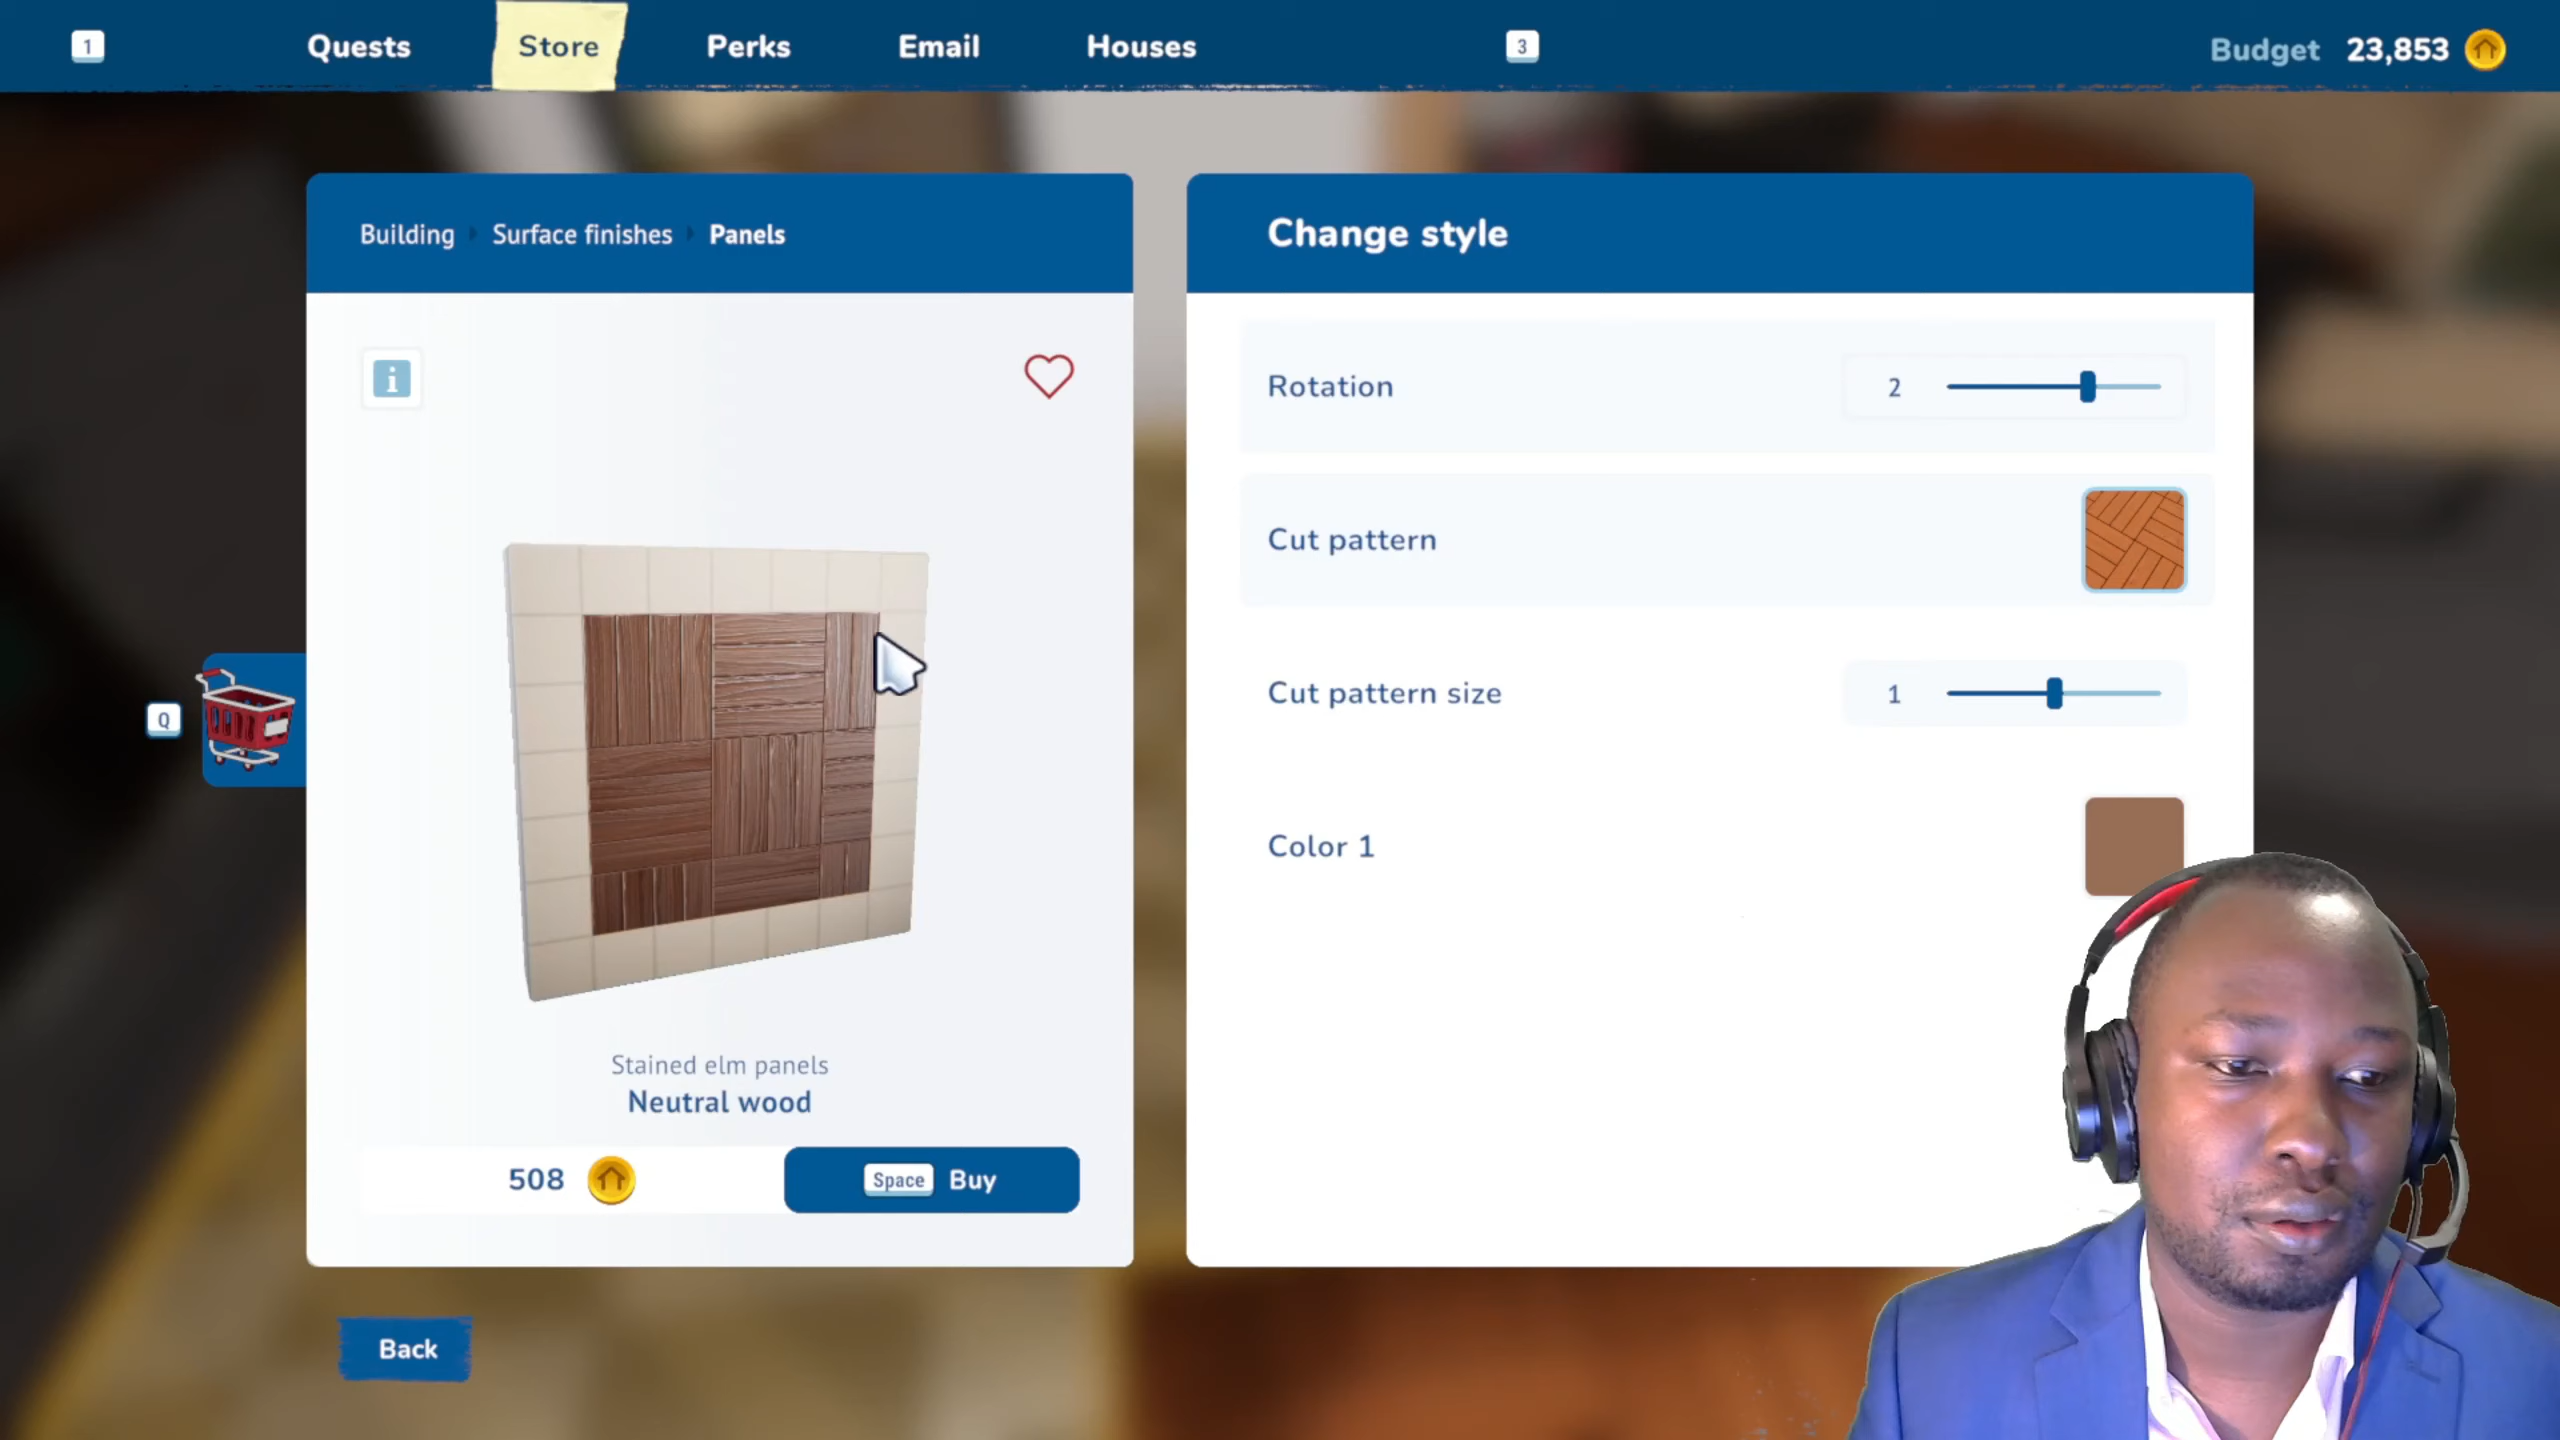 1
Quests
Store
Perks
Email
Houses
3
Budget 23,853
Building Surface finishes Panels
i
Stained elm panels
Neutral wood
508
Space Buy
Q
Back
Change style
Rotation 2
Cut pattern
Cut pattern size 1
Color 1